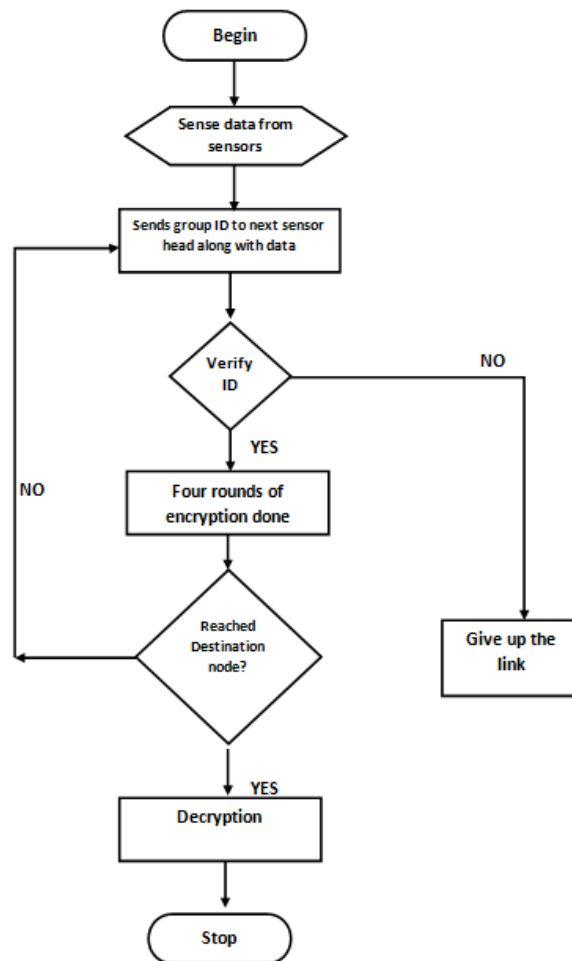 Begin
Sense data from
sensors
Sends group ID to next sensor
head along with data
Verify
ID
NO
YES
NO
Four rounds of
encryption done
Reached
Destination
node?
Give up the
link
YES
Decryption
Stop